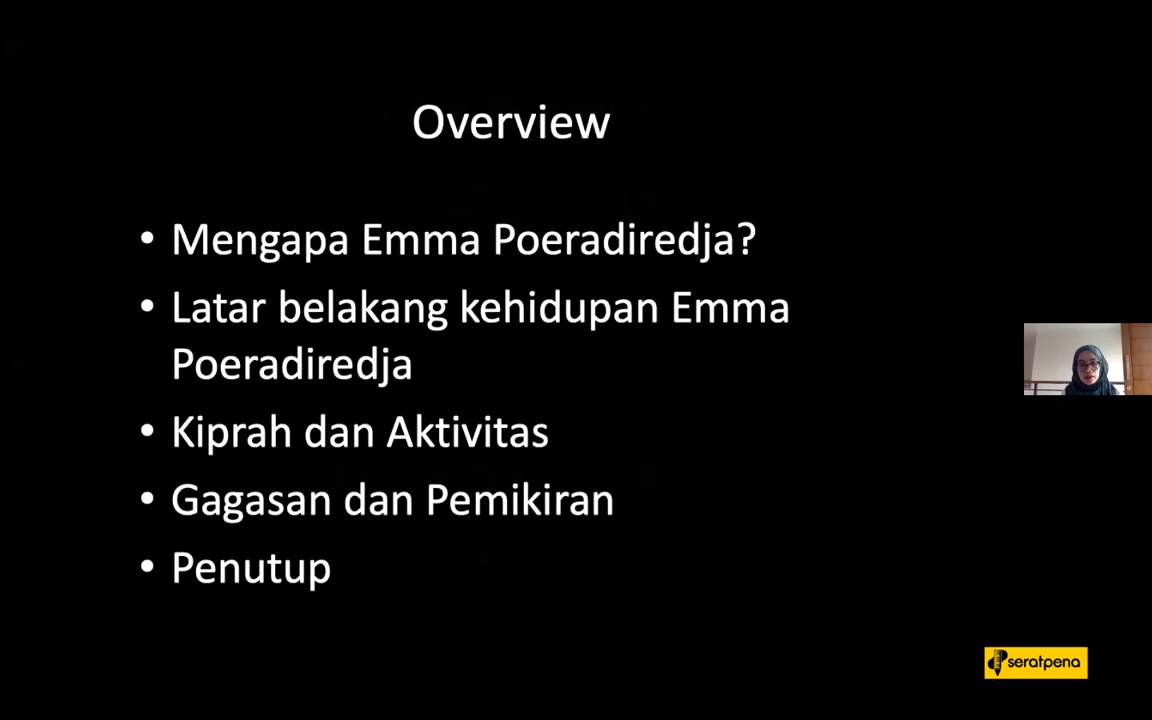 Overview
• Mengapa Emma Poeradiredja?
• Latar belakang kehidupan Emma
Poeradiredja
• Kiprah dan Aktivitas
• Gagasan dan Pemikiran
• Penutup
seratpena